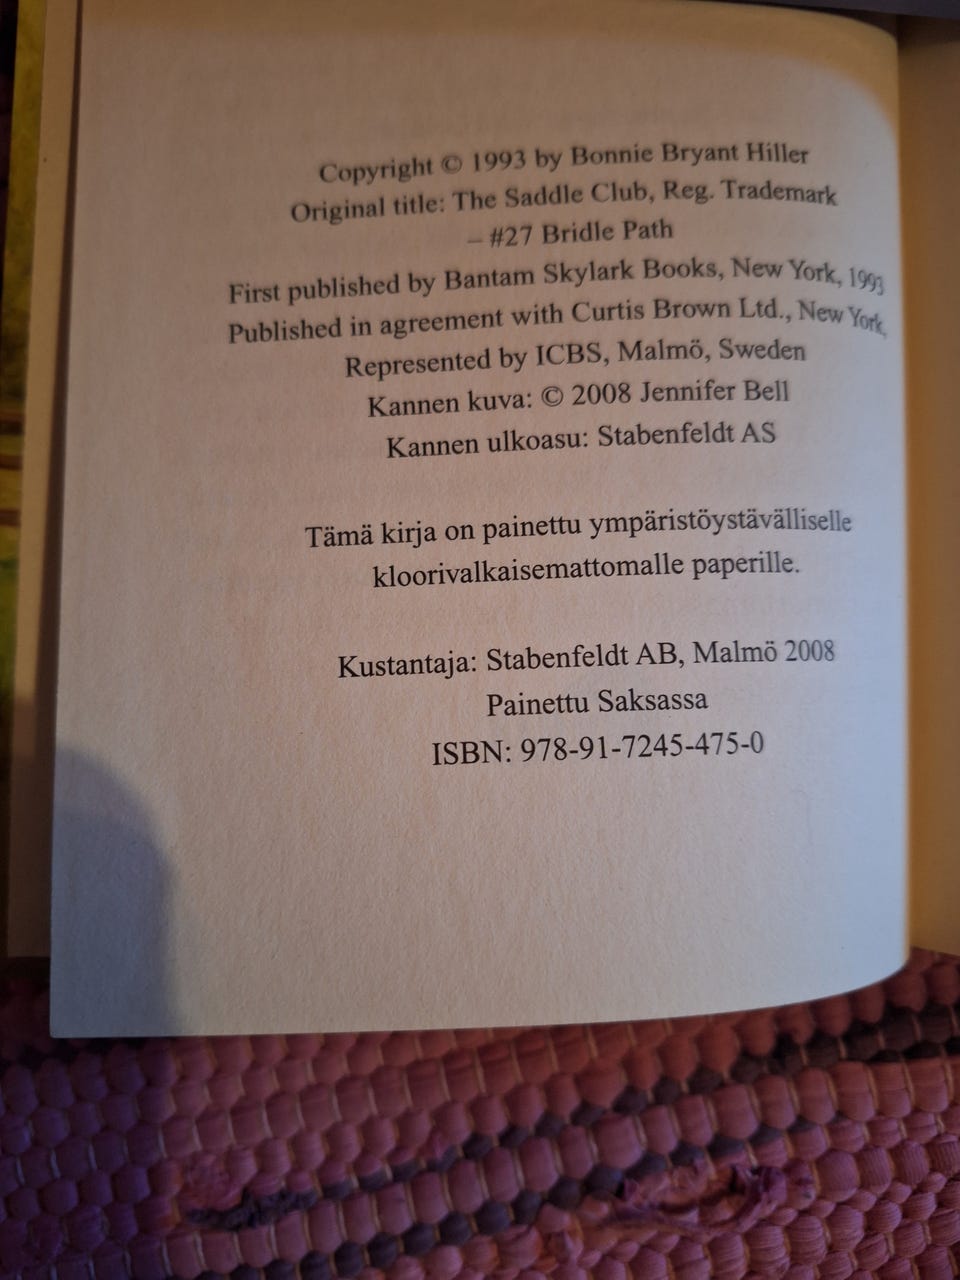 Copyright © 1993 by Bonnie Bryant Hiller
Original title: The Saddle Club, Reg. Trademark
– #27 Bridle Path
First published by Bantam Skylark Books, New York, 1993
Published in agreement with Curtis Brown Ltd., New York,
Represented by ICBS, Malmö, Sweden
Kannen kuva: © 2008 Jennifer Bell
Kannen ulkoasu: Stabenfeldt AS
Tämä kirja on painettu ympäristöystävälliselle
kloorivalkaisemattomalle paperille.
Kustantaja: Stabenfeldt AB, Malmö 2008
Painettu Saksassa
ISBN: 978-91-7245-475-0